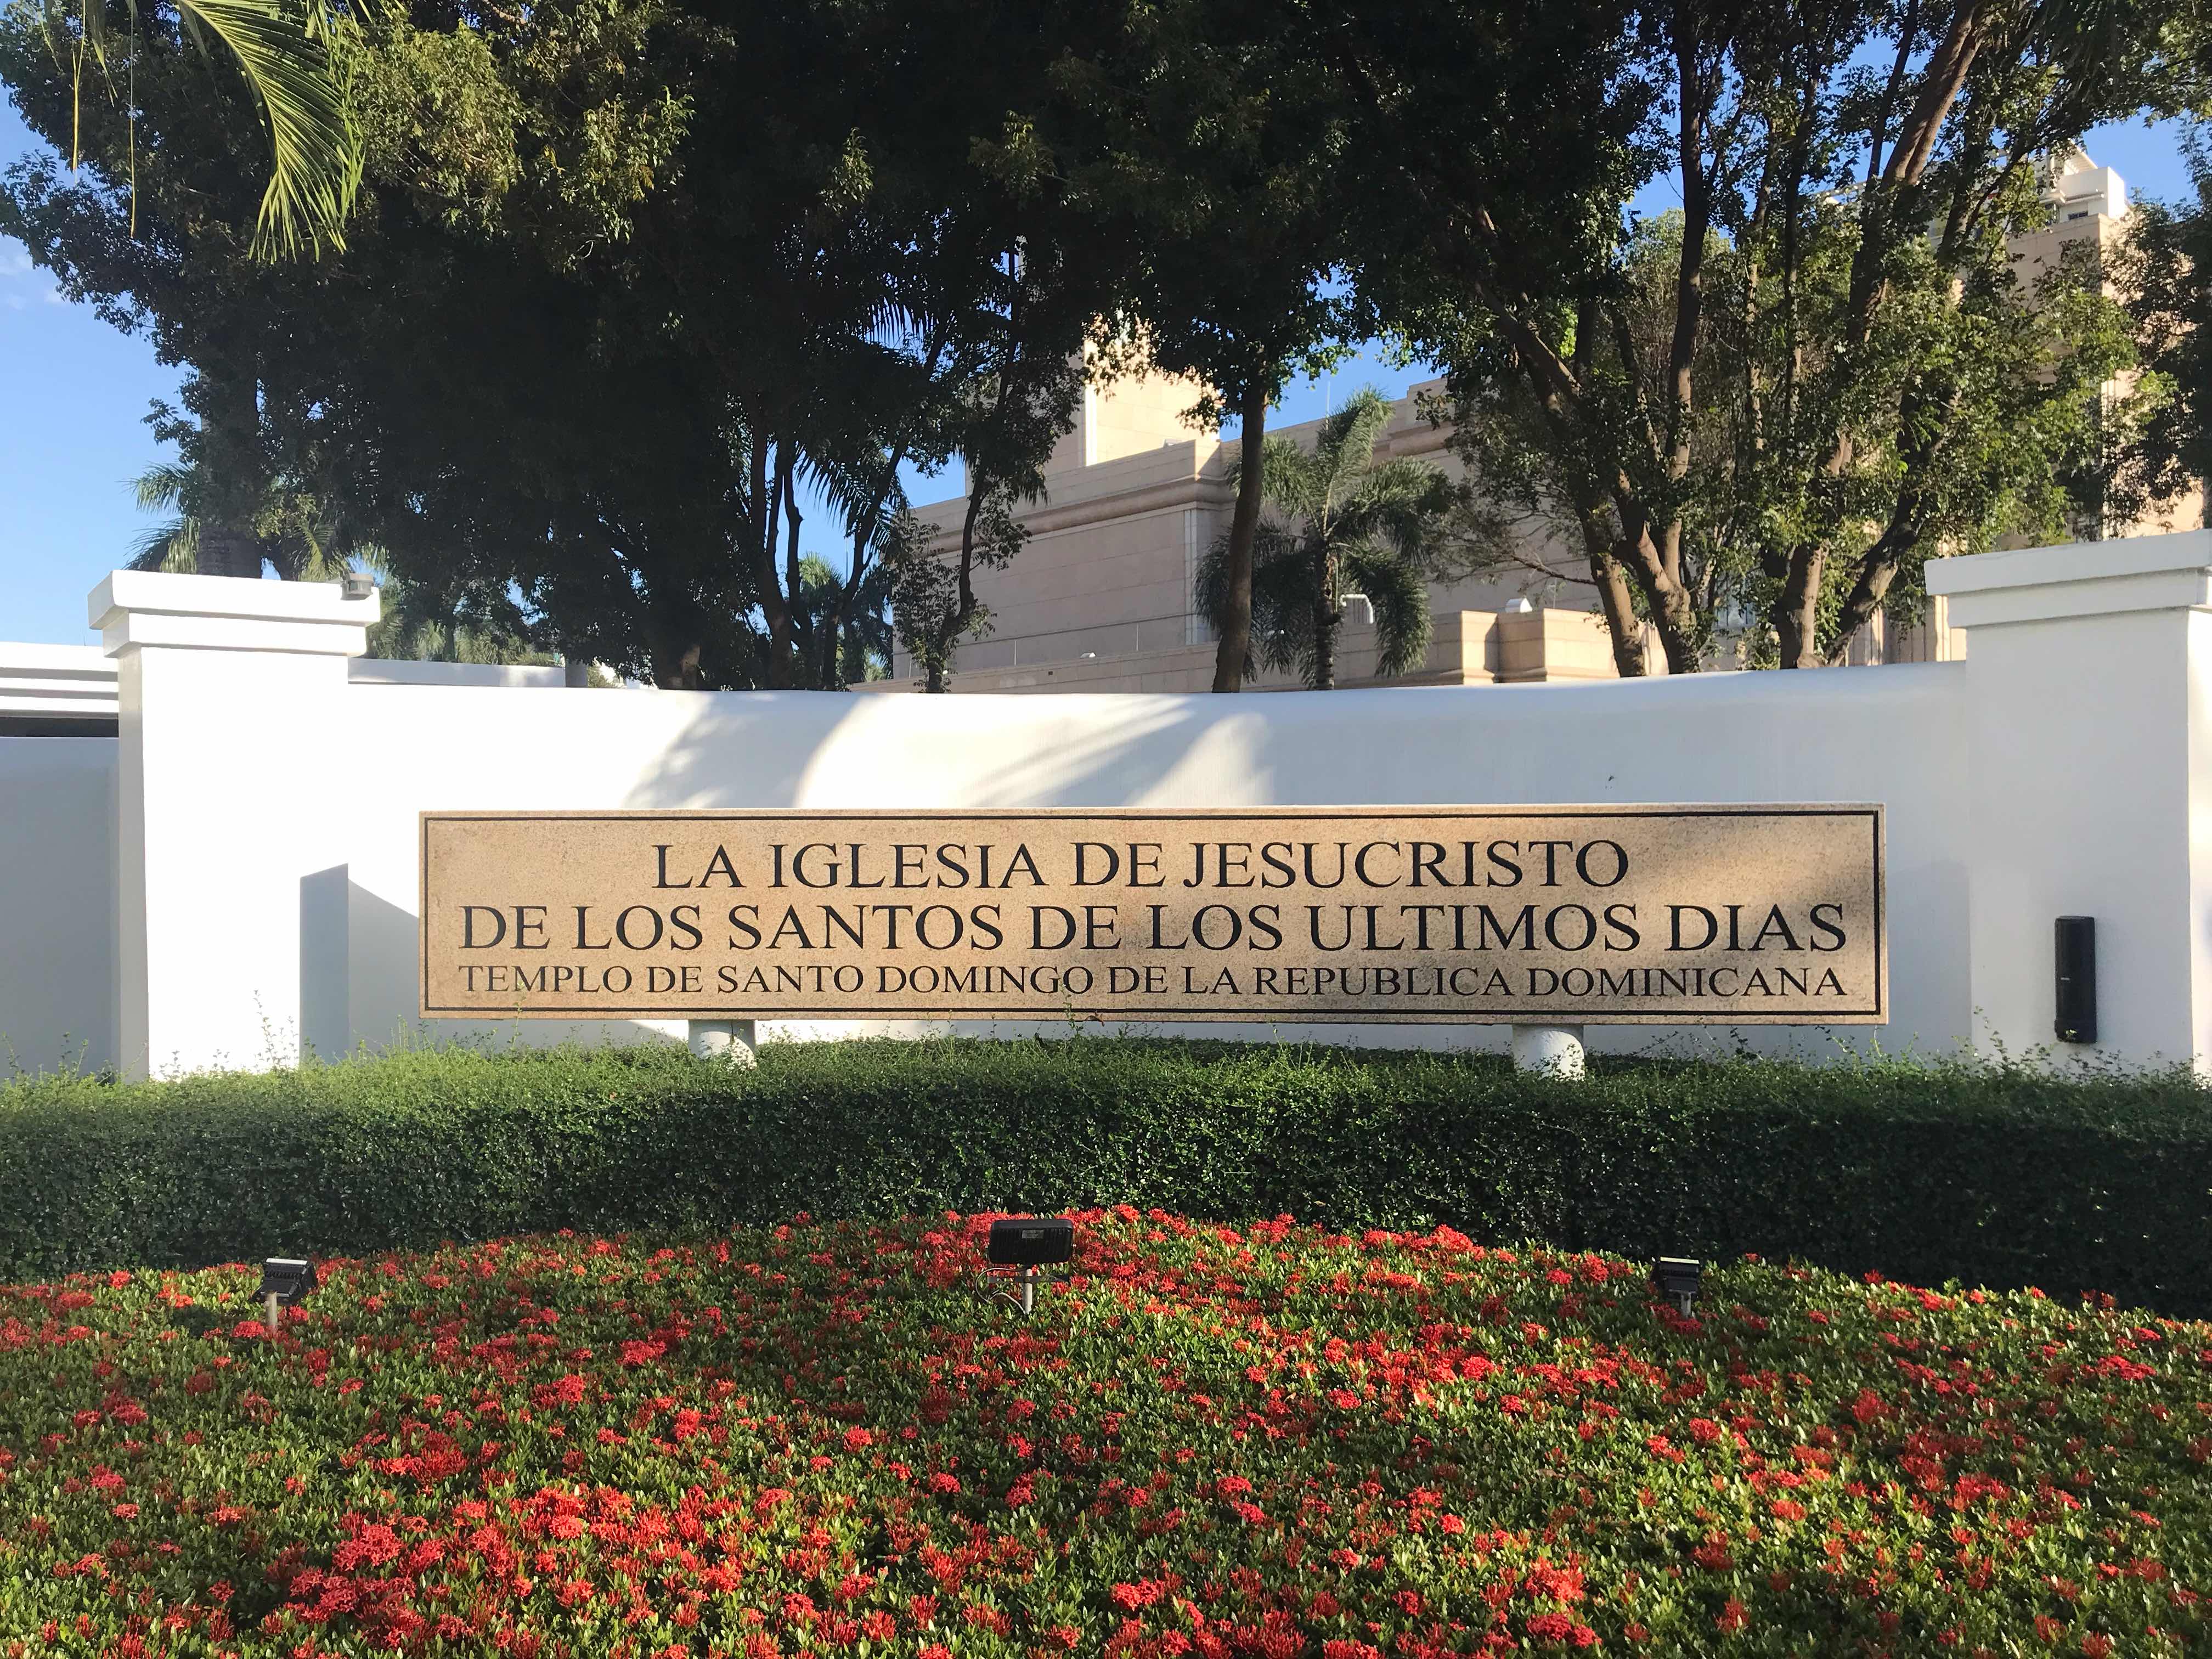 LA IGLESIA DE JESUCRISTO
DE LOS SANTOS DE LOS ULTIMOS DIAS
TEMPLO DE SANTO DOMINGO DE LA REPUBLICA DOMINICANA